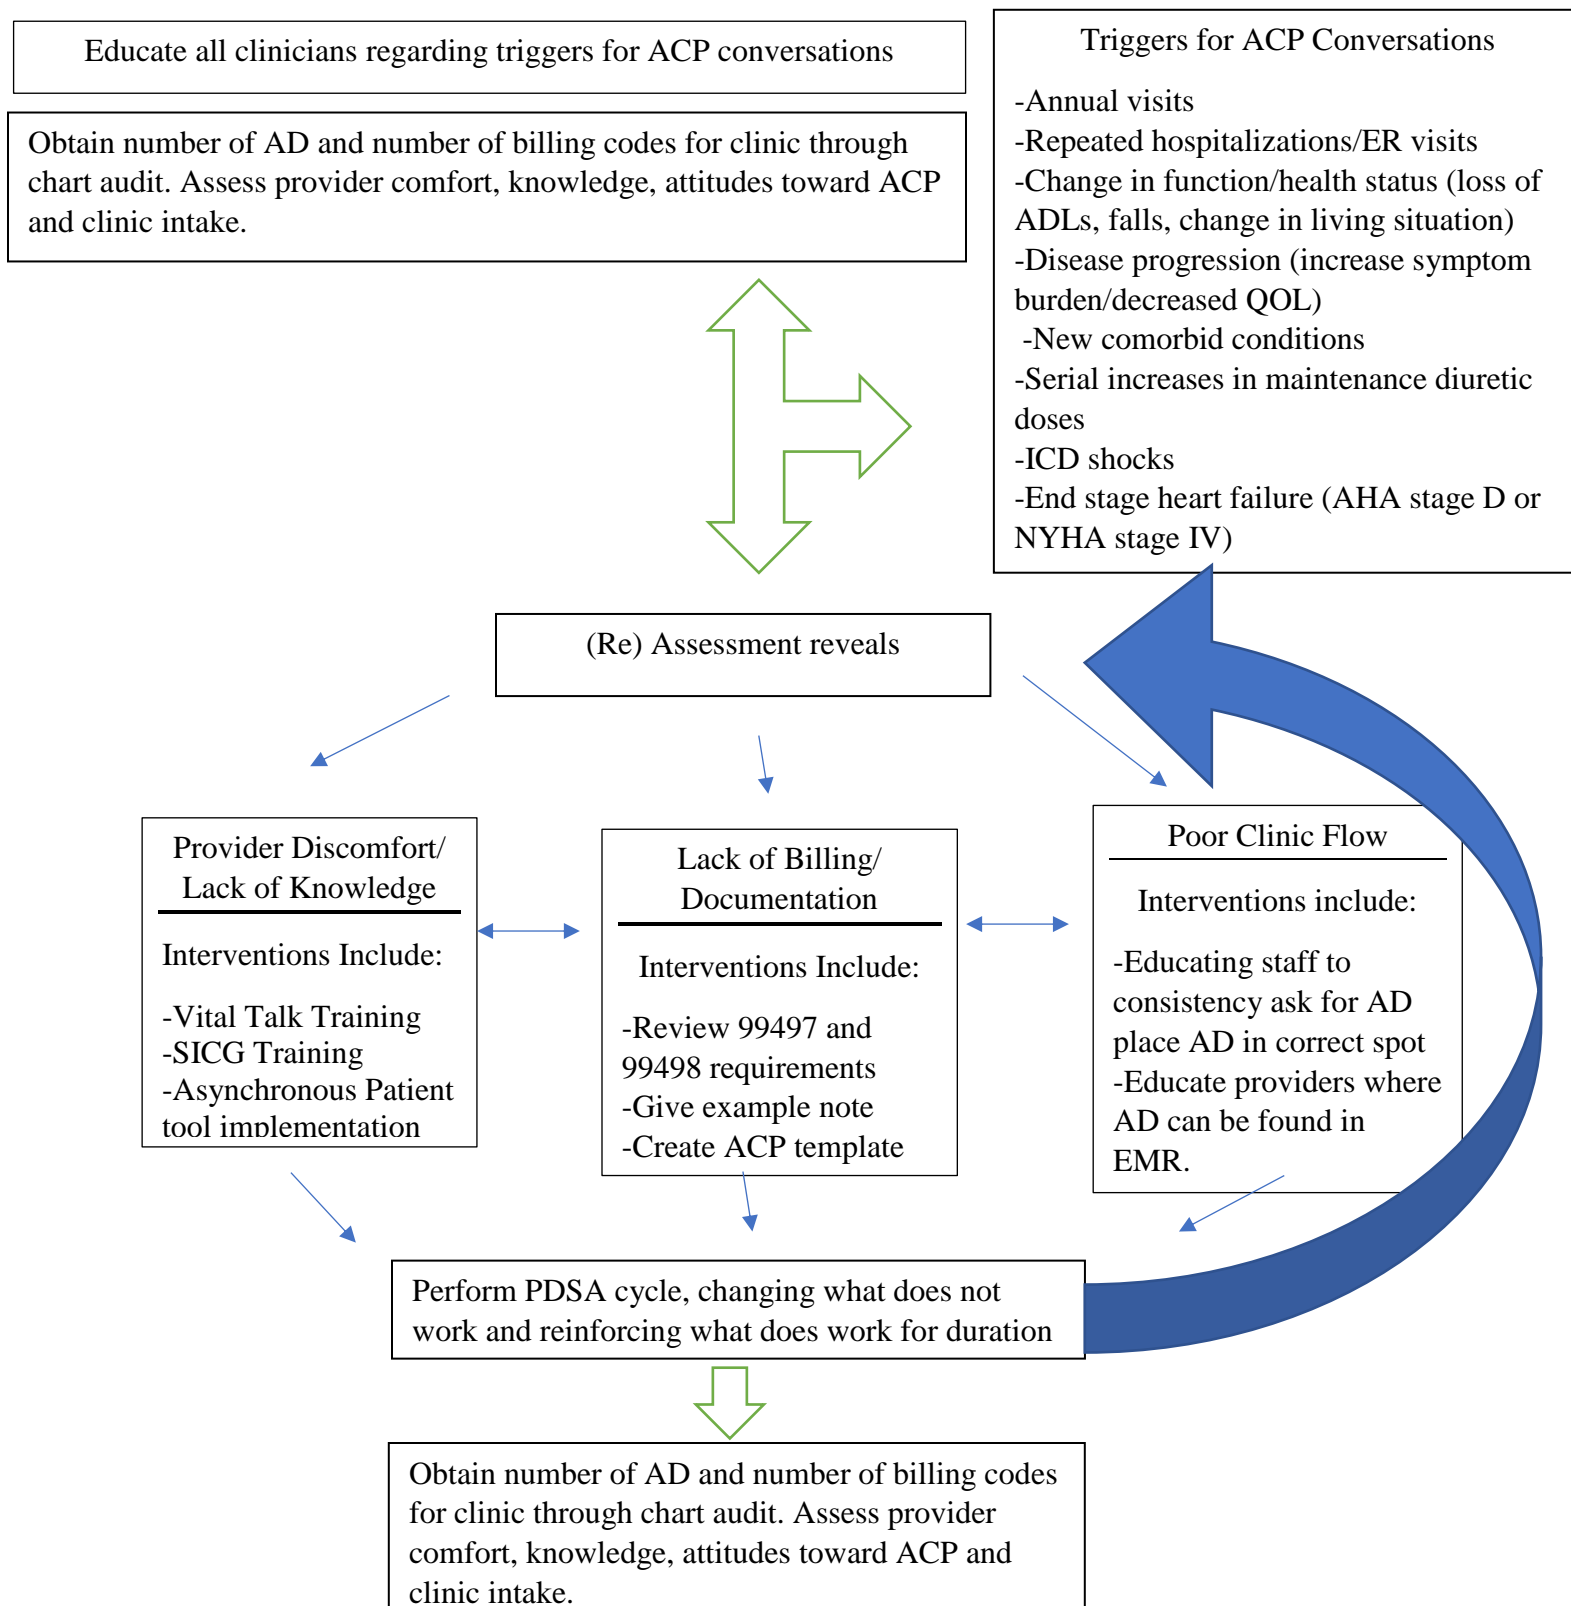 Educate all clinicians regarding triggers for ACP conversations
Obtain number of AD and number of billing codes for clinic through
chart audit. Assess provider comfort, knowledge, attitudes toward ACP
and clinic intake.
Triggers for ACP Conversations
-Annual visits
-Repeated hospitalizations/ER visits
-Change in function/health status (loss of
ADLs, falls, change in living situation)
-Disease progression (increase symptom
burden/decreased QOL)
-New comorbid conditions
-Serial increases in maintenance diuretic
doses
-ICD shocks
-End stage heart failure (AHA stage D or
NYHA stage IV)
(Re) Assessment reveals
Provider Discomfort/
Lack of Knowledge
Interventions Include:
-Vital Talk Training
-SICG Training
-Asynchronous Patient
tool implementation
Lack of Billing/
Documentation
Interventions Include:
-Review 99497 and
99498 requirements
-Give example note
-Create ACP template
Poor Clinic Flow
Interventions include:
-Educating staff to
consistency ask for AD
place AD in correct spot
-Educate providers where
AD can be found in
EMR.
Perform PDSA cycle, changing what does not
work and reinforcing what does work for duration
Obtain number of AD and number of billing codes
for clinic through chart audit. Assess provider
comfort, knowledge, attitudes toward ACP and
clinic intake.